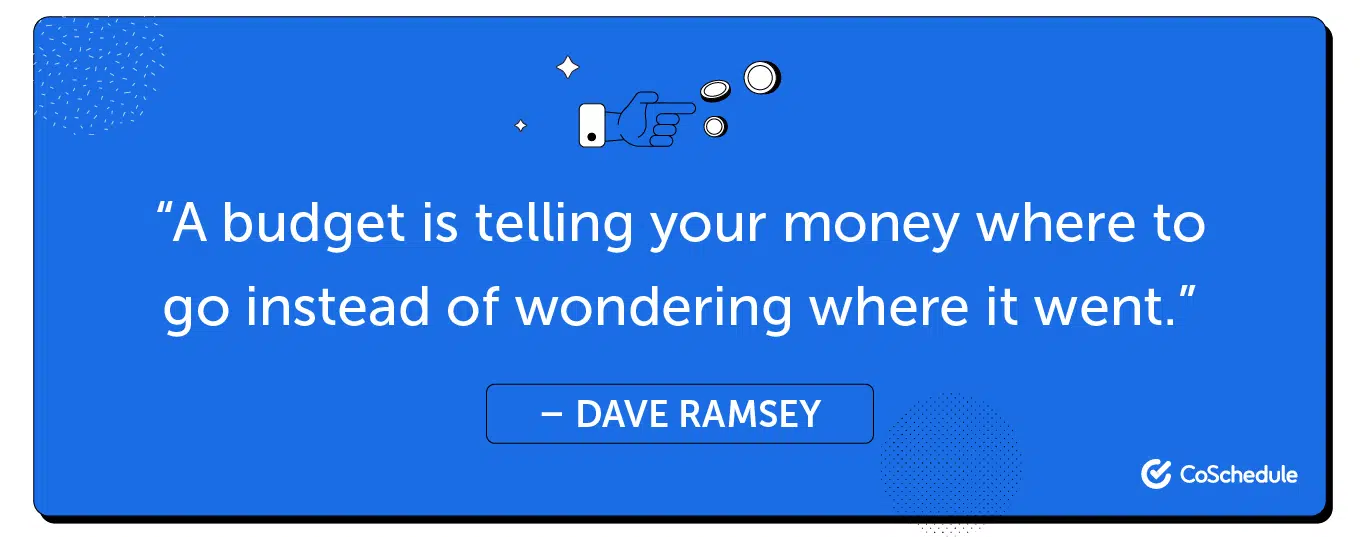 “A budget is telling your money where to
go instead of wondering where it went.”
– DAVE RAMSEY
CoSchedule